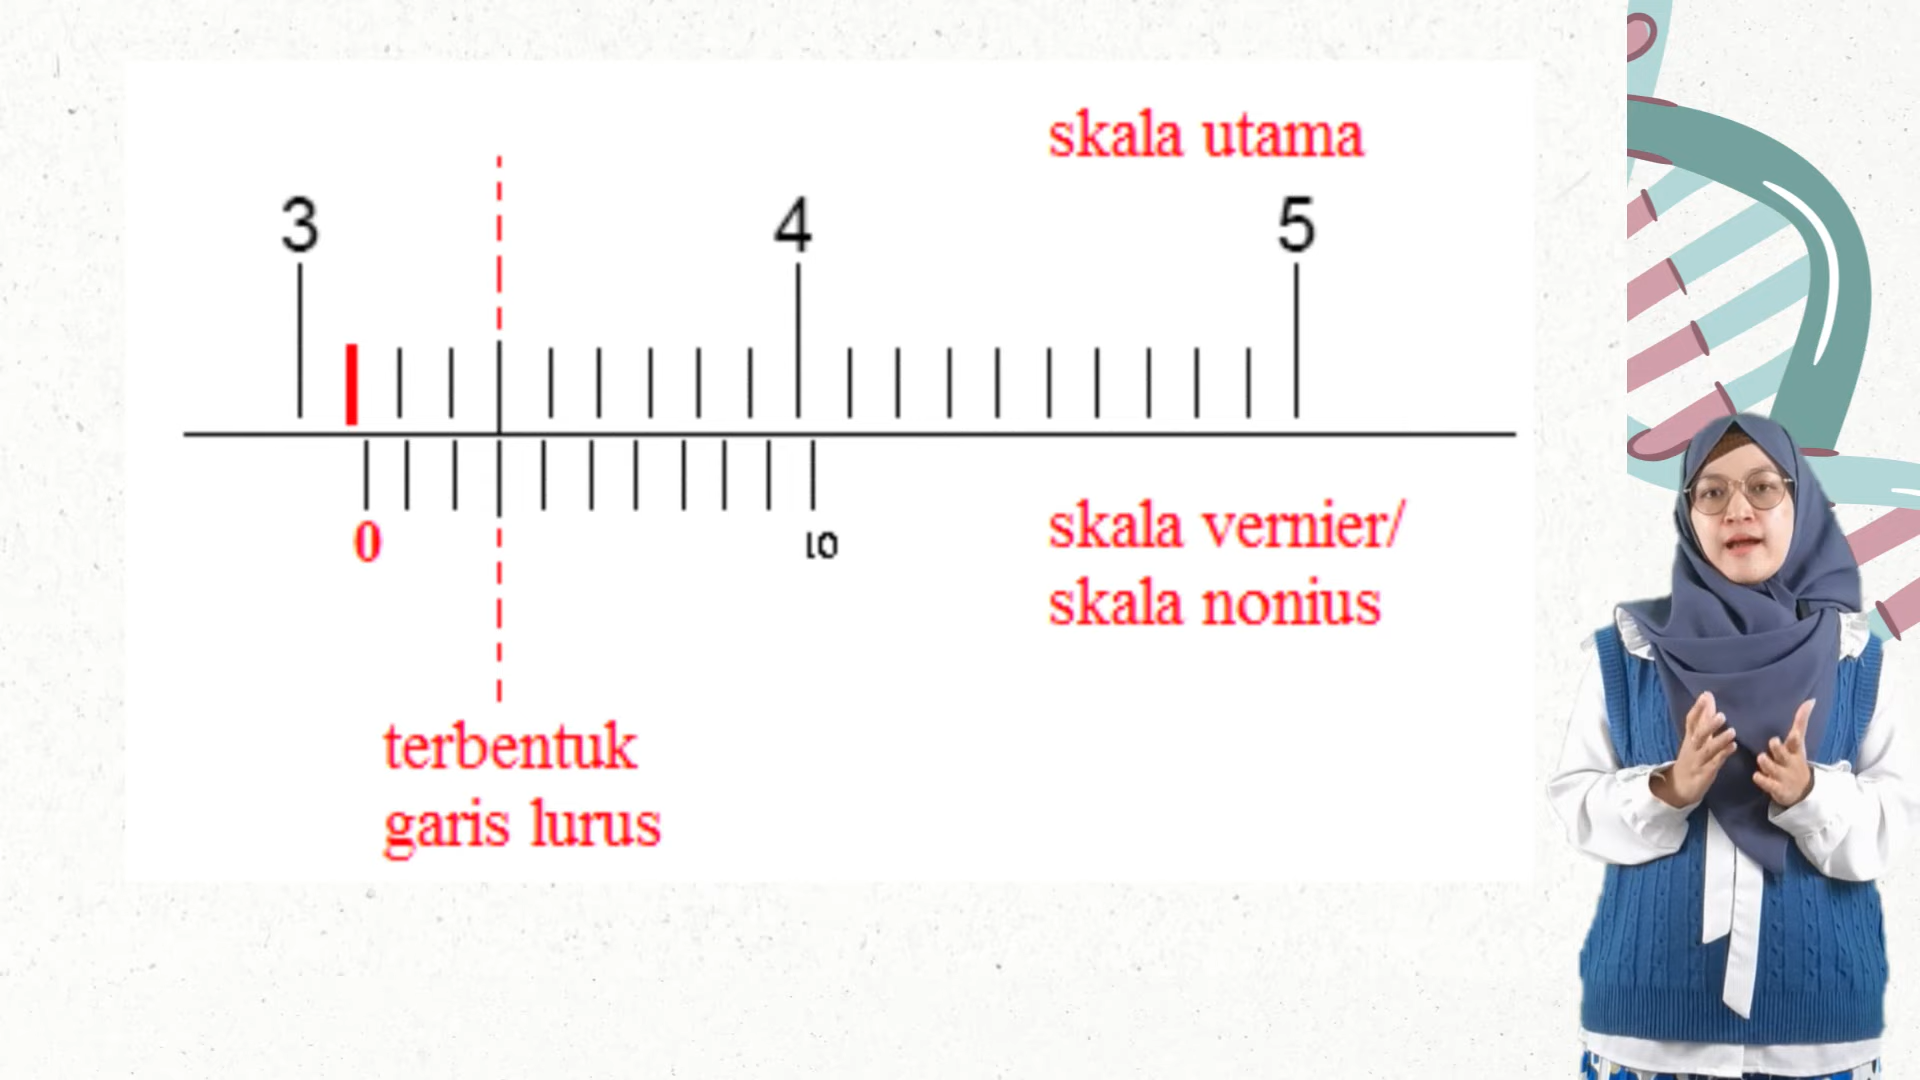 skala utama
3 4 5
0 10
skala vernier/
skala nonius
terbentuk
garis lurus